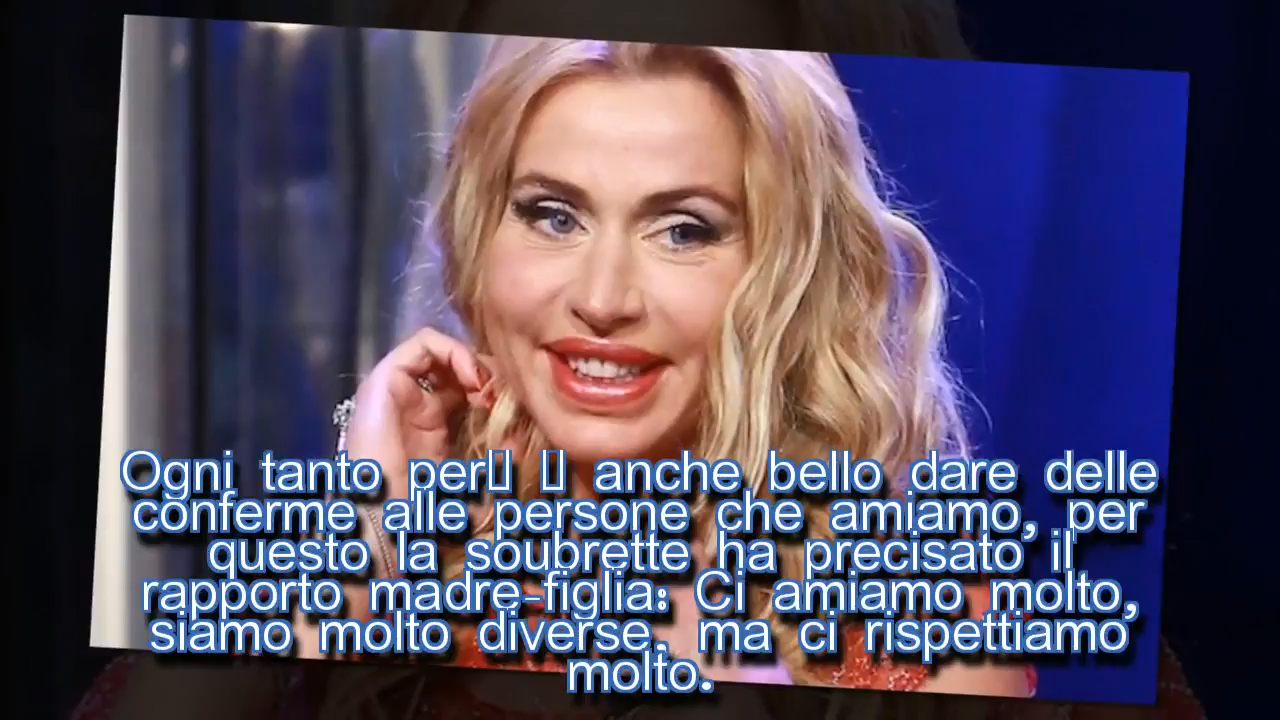 Ogni tanto per▯ ▯ anche bello dare delle
conferme alle persone che amiamo, per
questo la soubrette ha precisato il
rapporto madre-figlia: Ci amiamo molto,
siamo molto diverse, ma ci rispettiamo
molto.